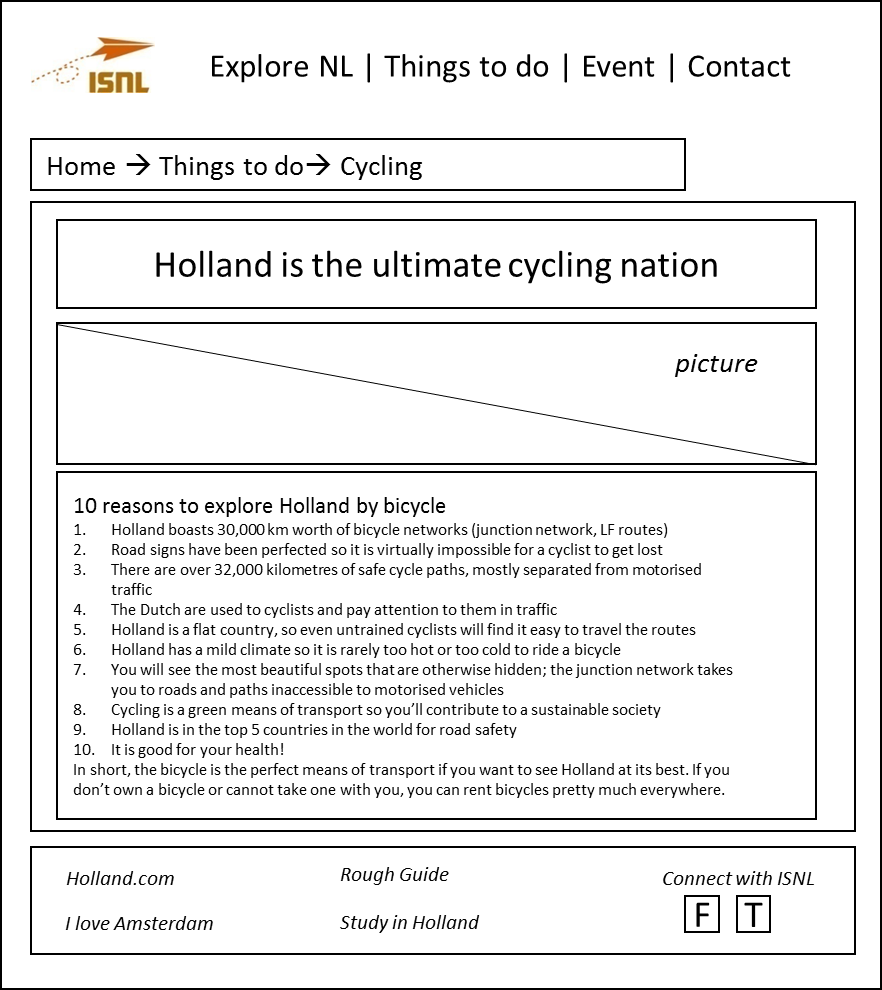 ISNL
Explore NL | Things to do | Event | Contact
Home → Things to do→ Cycling
Holland is the ultimate cycling nation
picture
10 reasons to explore Holland by bicycle
1. Holland boasts 30,000 km worth of bicycle networks (junction network, LF routes)
2. Road signs have been perfected so it is virtually impossible for a cyclist to get lost
3. There are over 32,000 kilometres of safe cycle paths, mostly separated from motorised
traffic
4. The Dutch are used to cyclists and pay attention to them in traffic
5. Holland is a flat country, so even untrained cyclists will find it easy to travel the routes
6. Holland has a mild climate so it is rarely too hot or too cold to ride a bicycle
7. You will see the most beautiful spots that are otherwise hidden; the junction network takes
you to roads and paths inaccessible to motorised vehicles
8. Cycling is a green means of transport so you’ll contribute to a sustainable society
9. Holland is in the top 5 countries in the world for road safety
10. It is good for your health!
In short, the bicycle is the perfect means of transport if you want to see Holland at its best. If you
don’t own a bicycle or cannot take one with you, you can rent bicycles pretty much everywhere.
Holland.com
Rough Guide
Connect with ISNL
I love Amsterdam
Study in Holland
F T